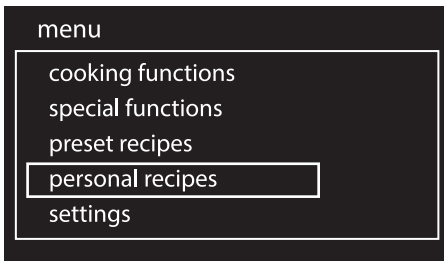 menu
cooking functions
special functions
preset recipes
personal recipes
settings